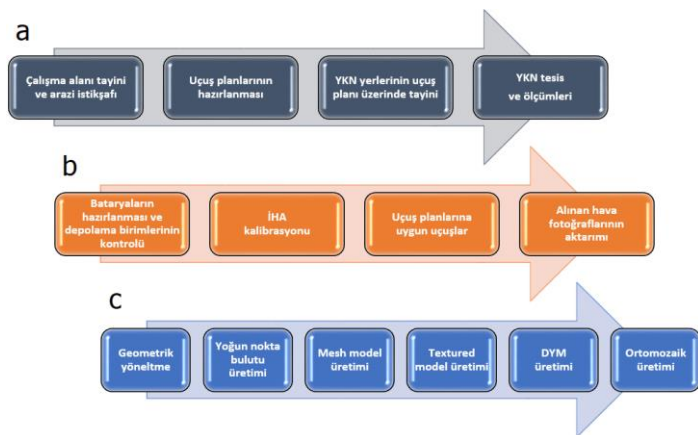 a
Çalışma alanı tayini
ve arazi istikşafı
Uçuş planlarının
hazırlanması
YKN yerlerinin uçuş
planı üzerinde tayini
YKN tesis
ve ölçümleri
b
Bataryaların
hazırlanması ve
depolama birimlerinin
kontrolü
İHA
kalibrasyonu
Uçuş planlarına
uygun uçuşlar
Alınan hava
fotoğraflarının
aktarımı
c
Geometrik
yöneltme
Yoğun nokta
bulutu
üretimi
Mesh model
üretimi
Textured
model üretimi
DYM
üretimi
Ortomozaik
üretimi